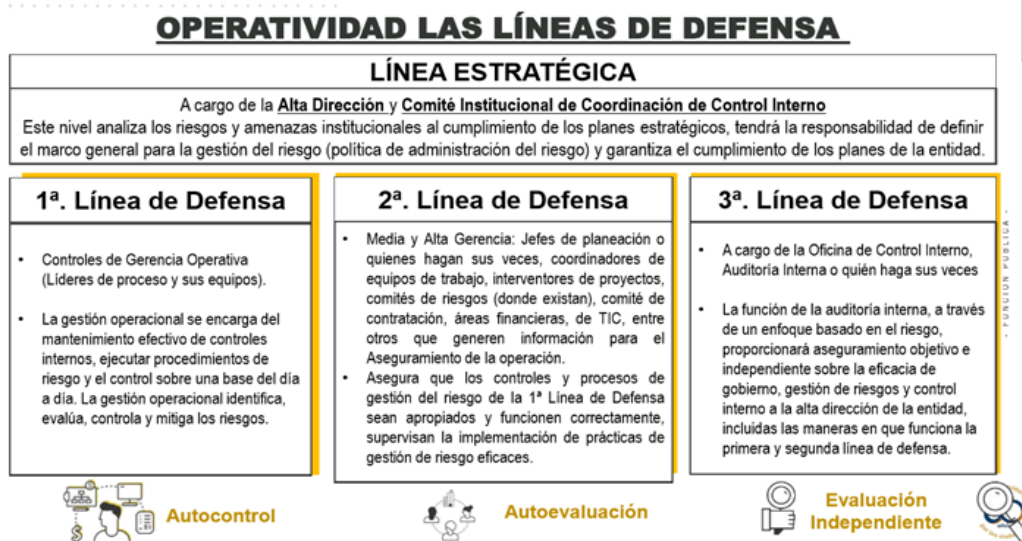 OPERATIVIDAD LAS LÍNEAS DE DEFENSA
LÍNEA ESTRATÉGICA
A cargo de la Alta Dirección y Comité Institucional de Coordinación de Control Interno
Este nivel analiza los riesgos y amenazas institucionales al cumplimiento de los planes estratégicos, tendrá la responsabilidad de definir
el marco general para la gestión del riesgo (política de administración del riesgo) y garantiza el cumplimiento de los planes de la entidad.
1ª. Línea de Defensa
• Controles de Gerencia Operativa
(Líderes de proceso y sus equipos).
• La gestión operacional se encarga del
mantenimiento efectivo de controles
internos, ejecutar procedimientos de
riesgo y el control sobre una base del día
a día. La gestión operacional identifica,
evalúa, controla y mitiga los riesgos.
Autocontrol
2ª. Línea de Defensa
• Media y Alta Gerencia: Jefes de planeación o
quienes hagan sus veces, coordinadores de
equipos de trabajo, interventores de proyectos,
comités de riesgos (donde existan), comité de
contratación, áreas financieras, de TIC, entre
otros que generen información para el
Aseguramiento de la operación.
• Asegura que los controles y procesos de
gestión del riesgo de la 1ª Línea de Defensa
sean apropiados y funcionen correctamente,
supervisan la implementación de prácticas de
gestión de riesgo eficaces.
Autoevaluación
3ª. Línea de Defensa
• A cargo de la Oficina de Control Interno,
Auditoría Interna o quién haga sus veces
• La función de la auditoría interna, a través
de un enfoque basado en el riesgo,
proporcionará aseguramiento objetivo e
independiente sobre la eficacia de
gobierno, gestión de riesgos y control
interno a la alta dirección de la entidad,
incluidas las maneras en que funciona la
primera y segunda línea de defensa.
Evaluación
Independiente
- FUNCIÓN PÚBLICA -